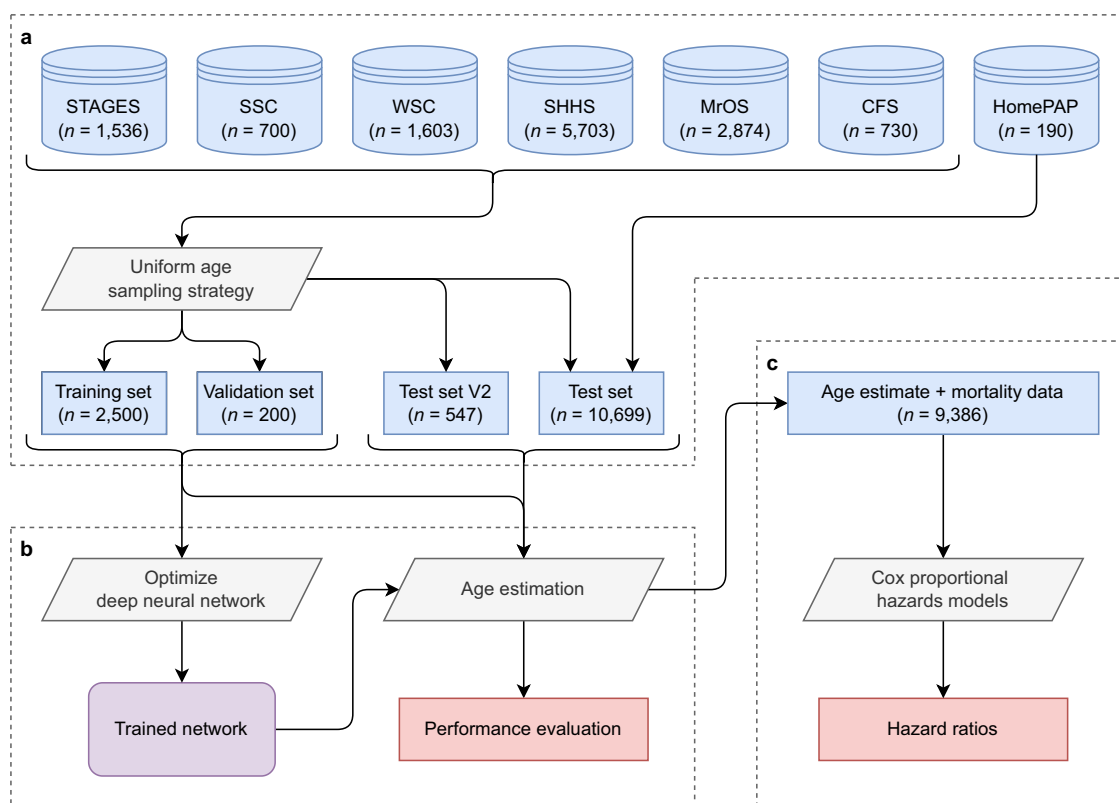 a
STAGES
(n = 1,536)
SSC
(n = 700)
WSC
(n = 1,603)
SHHS
(n = 5,703)
MrOS
(n = 2,874)
CFS
(n = 730)
HomePAP
(n = 190)
Uniform age
sampling strategy
Training set
(n = 2,500)
Validation set
(n = 200)
Test set V2
(n = 547)
Test set
(n = 10,699)
c
Age estimate + mortality data
(n = 9,386)
b
Optimize
deep neural network
Age estimation
Cox proportional
hazards models
Trained network
Performance evaluation
Hazard ratios